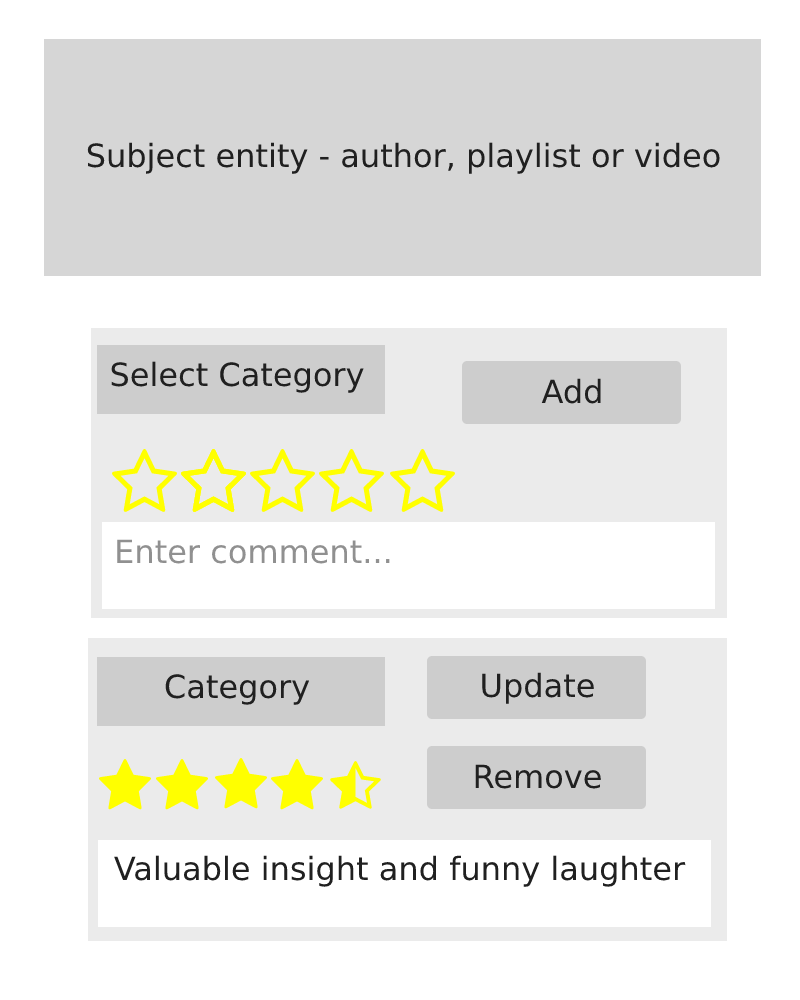 Subject entity - author, playlist or video
Select Category
Add
Enter comment...
Category
Update
Remove
Valuable insight and funny laughter